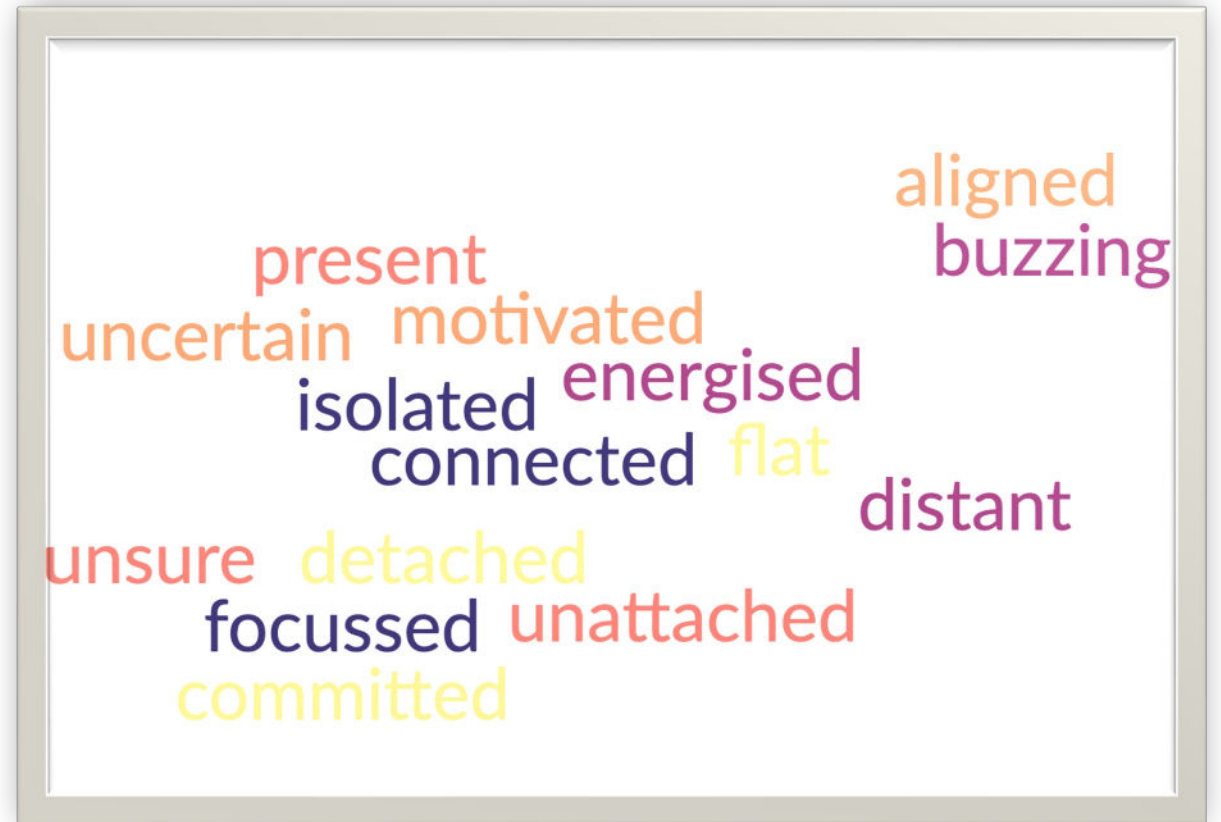 aligned
buzzing
present
motivated
uncertain
energised
isolated
connected
flat
distant
unsure
detached
focussed
unattached
committed